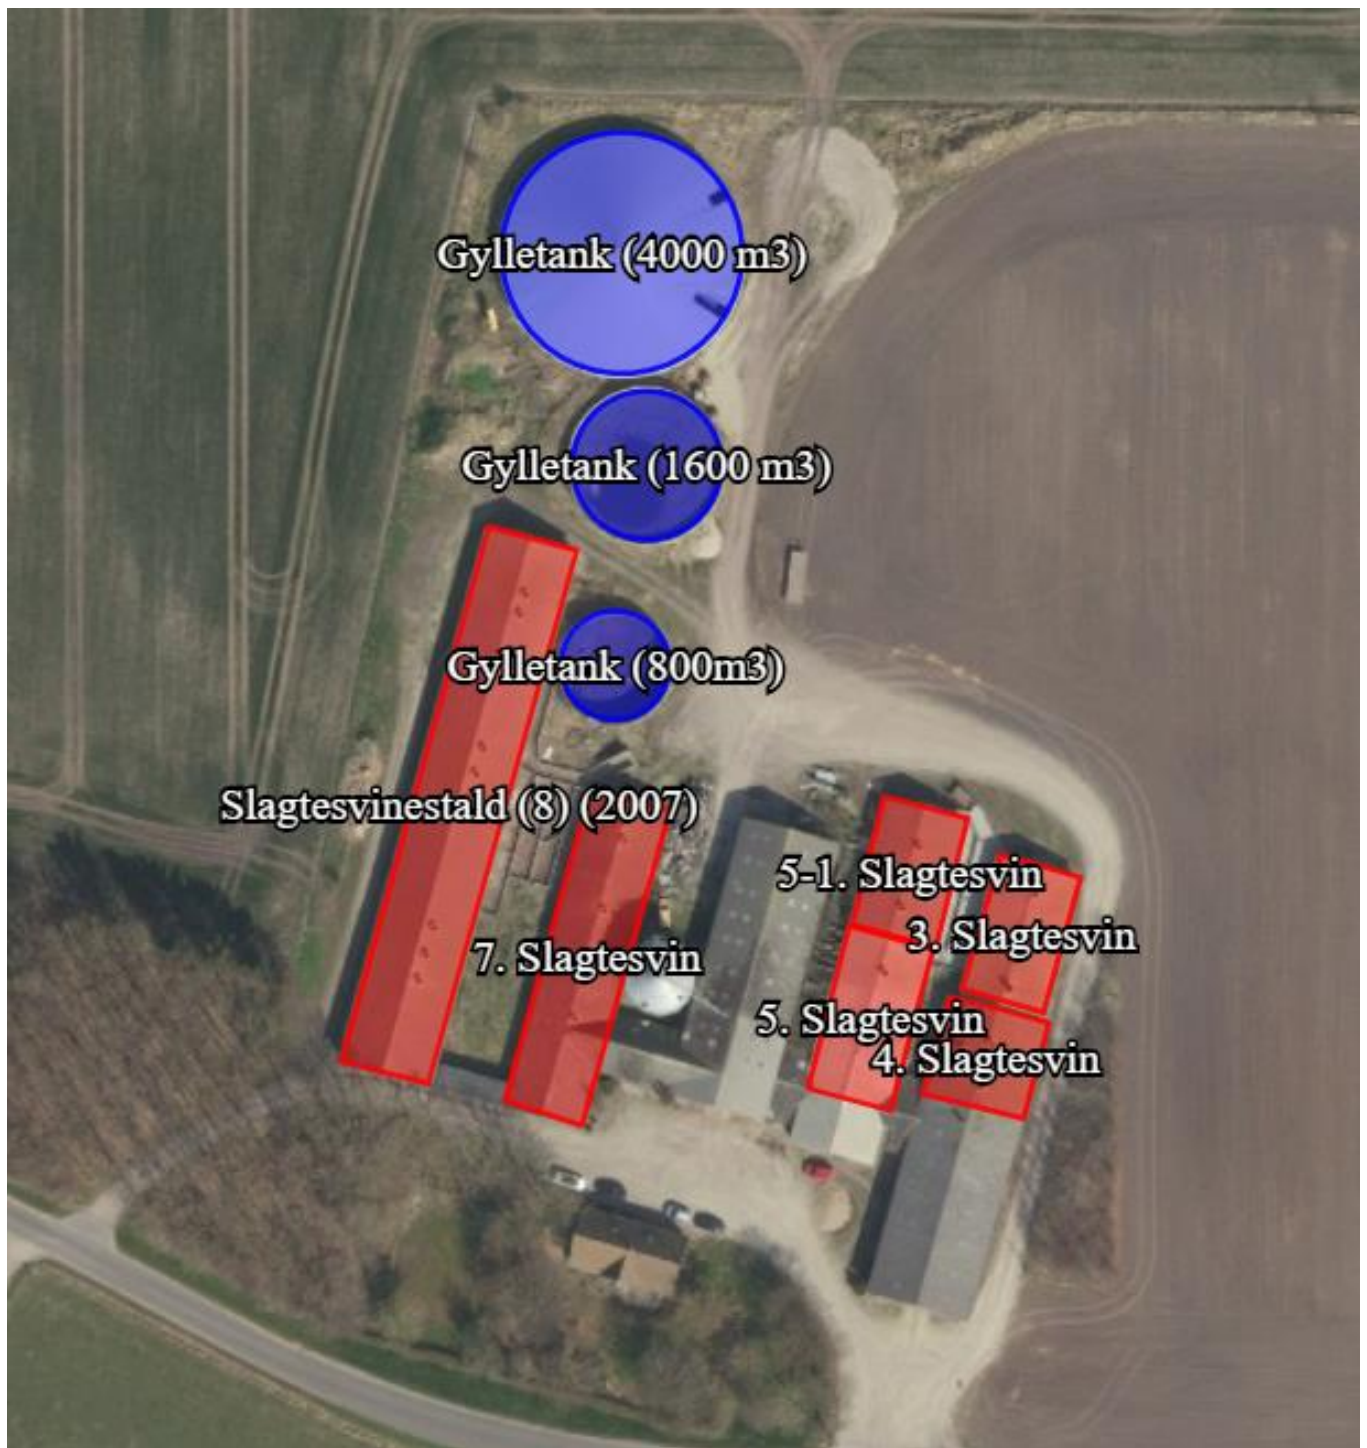 Gylletank (4000 m3)
Gylletank (1600 m3)
Gylletank (800m3)
Slagtesvinestald (8) (2007)
5-1. Slagtesvin
3. Slagtesvin
7. Slagtesvin
5. Slagtesvin
4. Slagtesvin